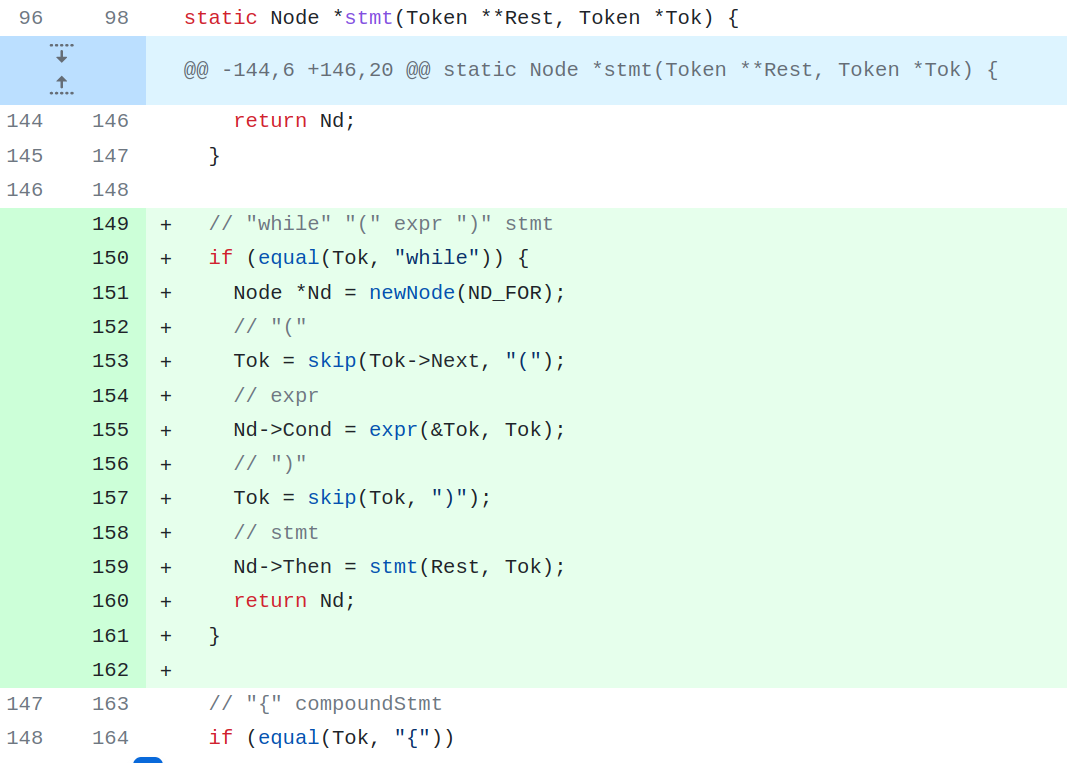 96 98 static Node *stmt(Token **Rest, Token *Tok) {
@@ -144,6 +146,20 @@ static Node *stmt(Token **Rest, Token *Tok) {
144 146 return Nd;
145 147 }
146 148
149 + // "while" "(" expr ")" stmt
150 + if (equal(Tok, "while")) {
151 + Node *Nd = newNode(ND_FOR);
152 + // "("
153 + Tok = skip(Tok->Next, "(");
154 + // expr
155 + Nd->Cond = expr(&Tok, Tok);
156 + // ")"
157 + Tok = skip(Tok, ")");
158 + // stmt
159 + Nd->Then = stmt(Rest, Tok);
160 + return Nd;
161 + }
162 +
147 163 // "{" compoundStmt
148 164 if (equal(Tok, "{"))